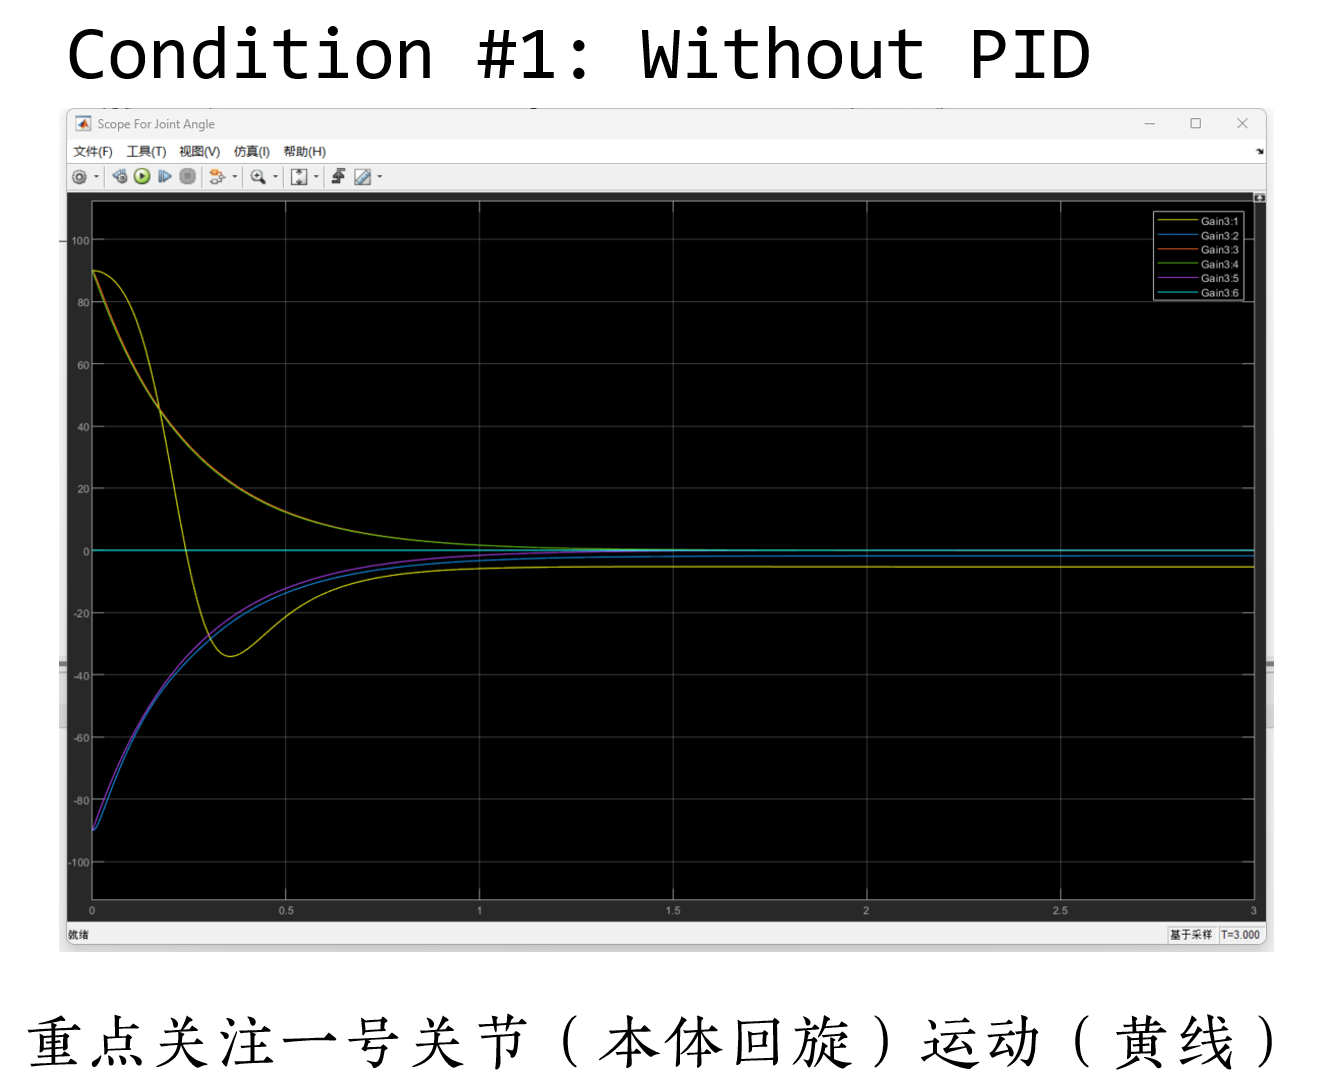 Condition #1: Without PID
Scope For Joint Angle
文件(F) 工具(T) 视图(V) 仿真(I) 帮助(H)
Gain3:1
Gain3:2
Gain3:3
Gain3:4
Gain3:5
Gain3:6
100
80
60
40
20
0
-20
-40
-60
-80
-100
0 0.5 1 1.5 2 2.5 3
就绪 基于采样 T=3.000
重点关注一号关节（本体回旋）运动（黄线）